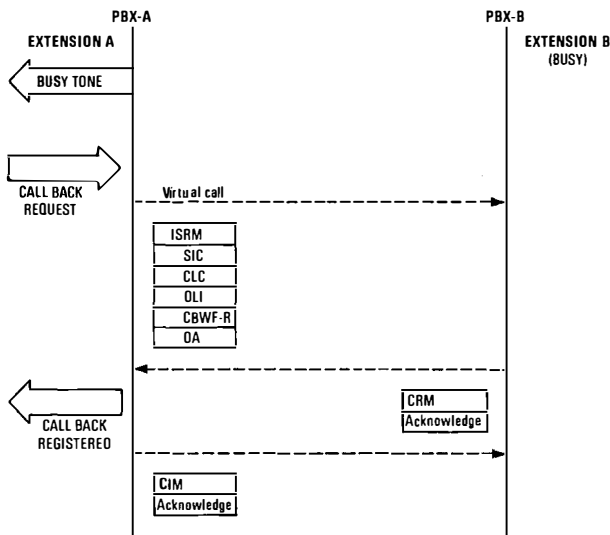 PBX-A
PBX-B
EXTENSION A
EXTENSION B
(BUSY)
BUSY TONE
CALL BACK
REQUEST
Virtual call
ISRM
SIC
CLC
OLI
CBWF-R
OA
CALL BACK
REGISTERED
CRM
Acknowledge
CIM
Acknowledge